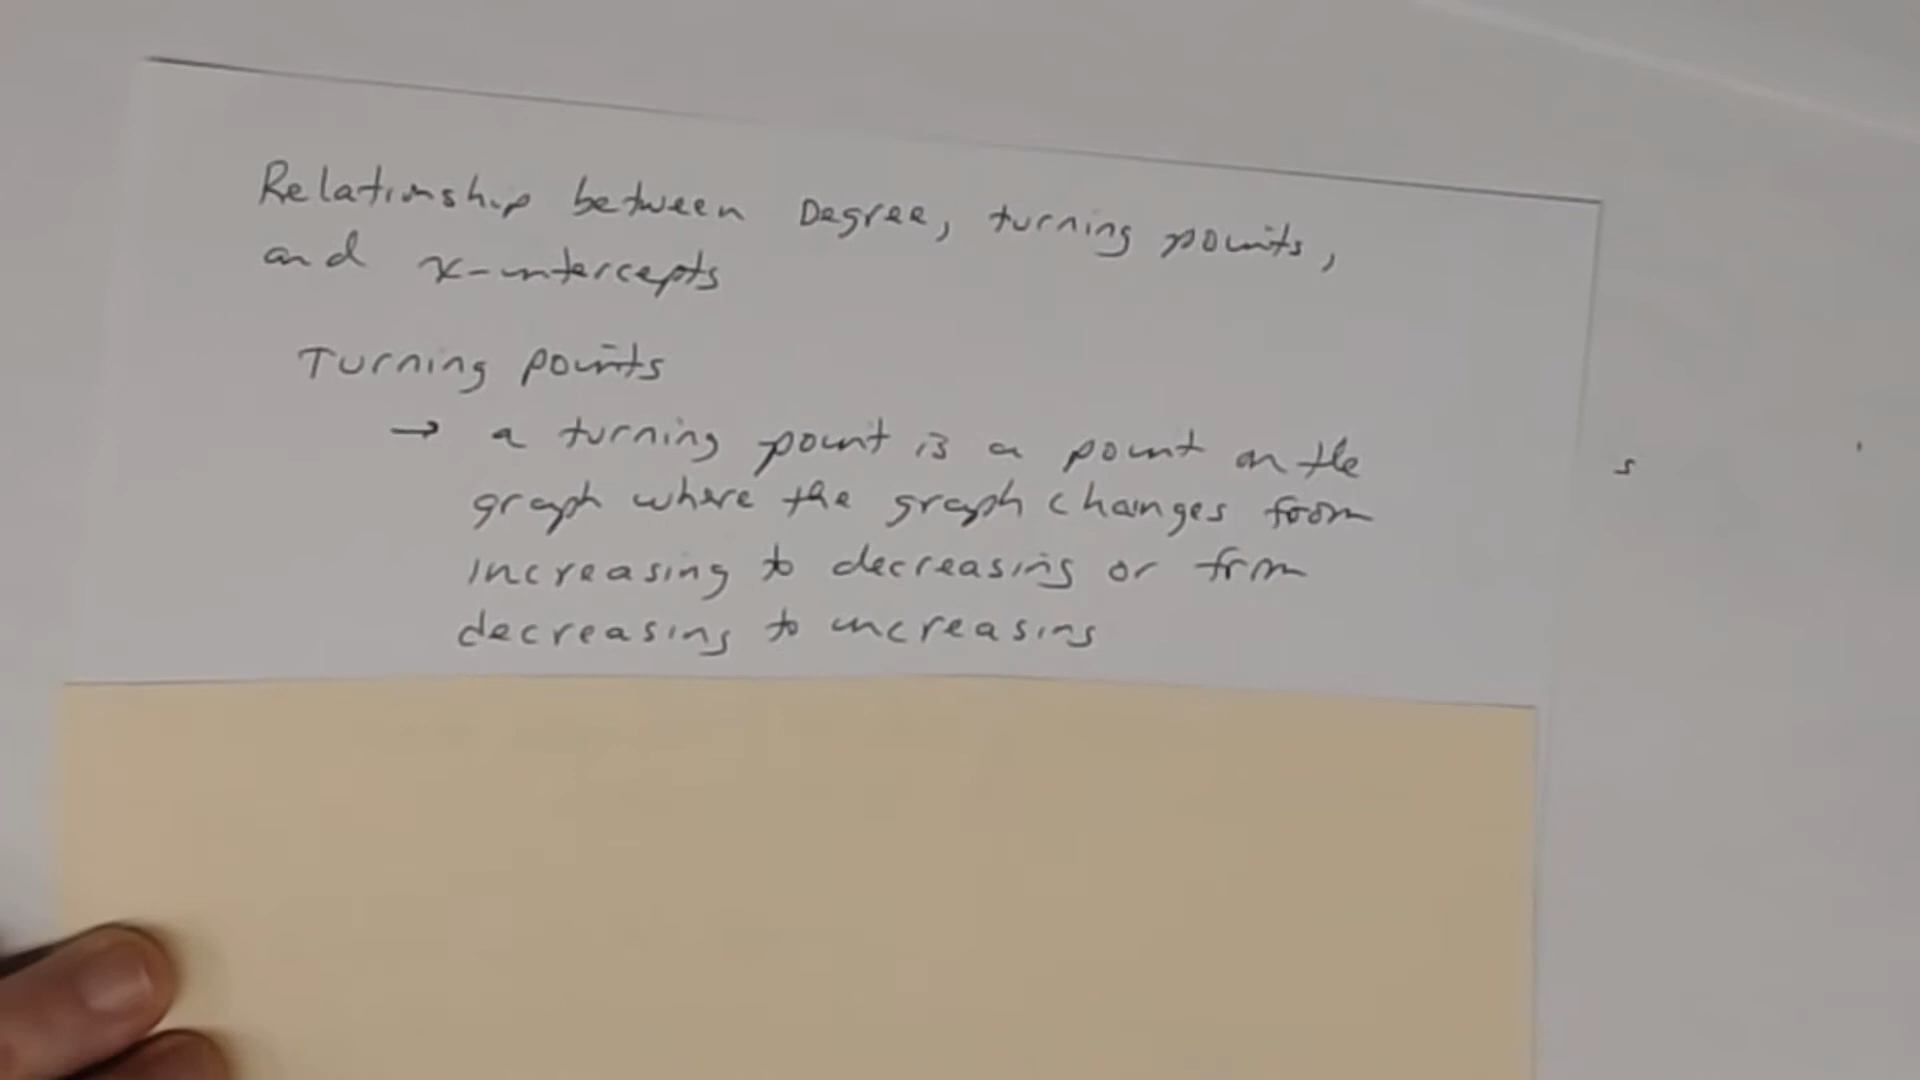 Relationship between Degree, turning points,
and x-intercepts
Turning points
→ a turning point is a point on the
graph where the graph changes from
increasing to decreasing or from
decreasing to increasing
s